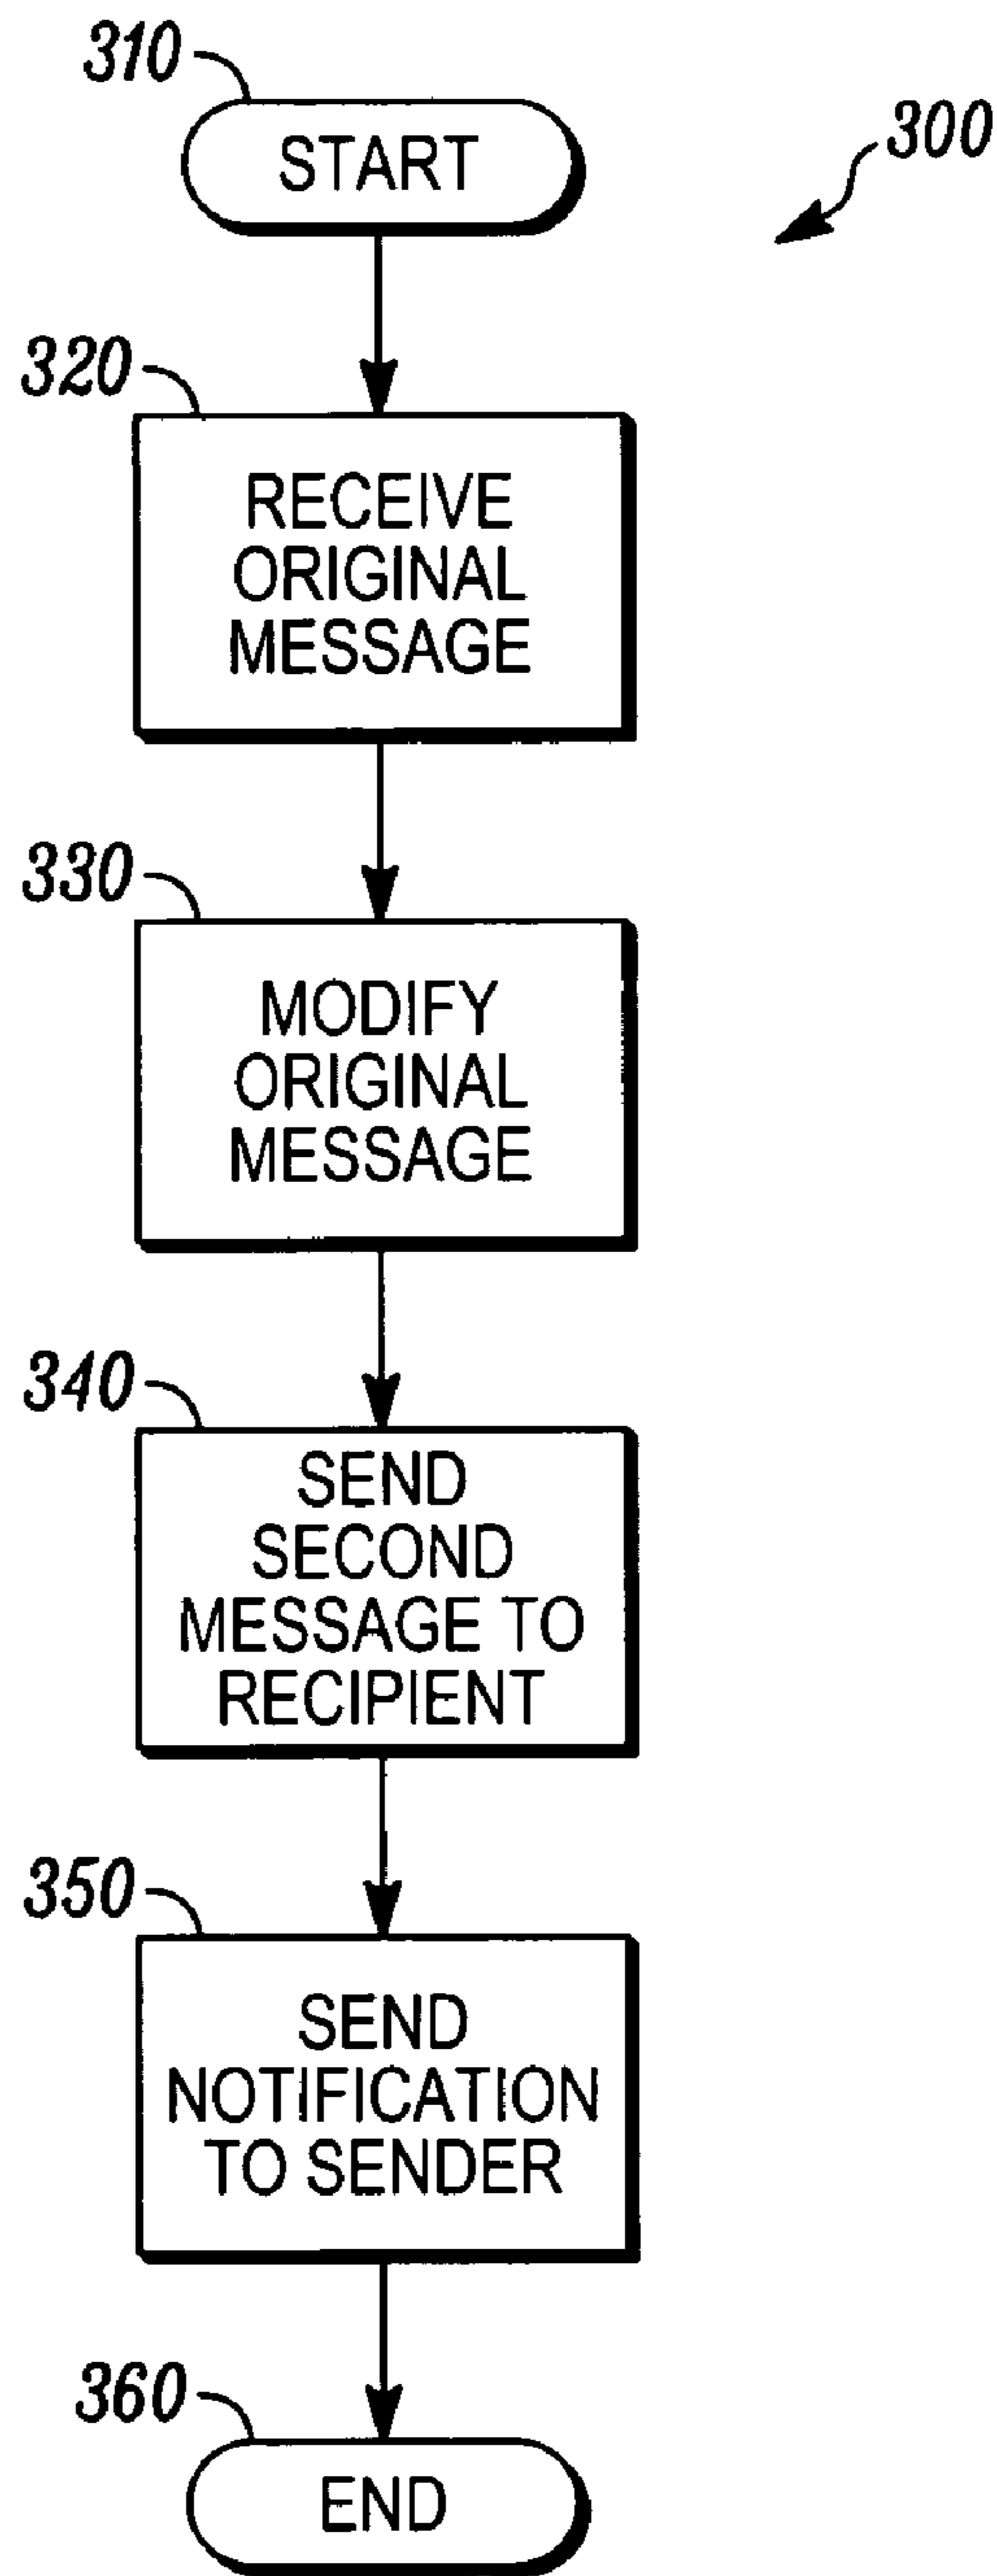 310
START
300
320
RECEIVE
ORIGINAL
MESSAGE
330
MODIFY
ORIGINAL
MESSAGE
340
SEND
SECOND
MESSAGE TO
RECIPIENT
350
SEND
NOTIFICATION
TO SENDER
360
END